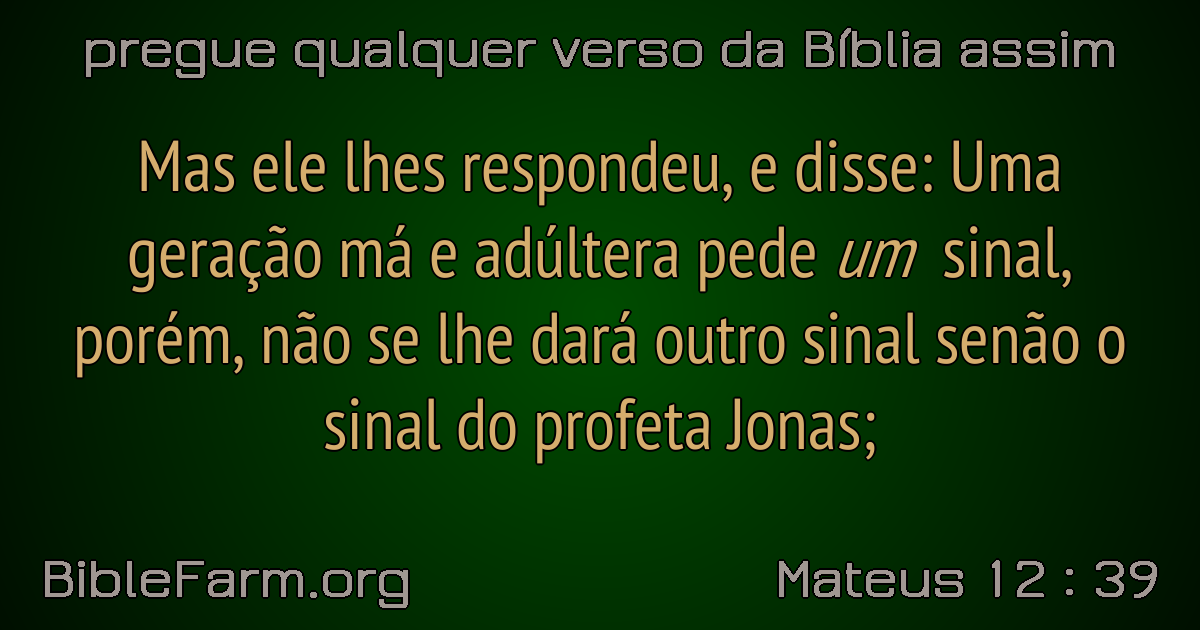 pregue qualquer verso da Bíblia assim
Mas ele lhes respondeu, e disse: Uma
geração má e adúltera pede um sinal,
porém, não se lhe dará outro sinal senão o
sinal do profeta Jonas;
BibleFarm.org
Mateus 12 : 39